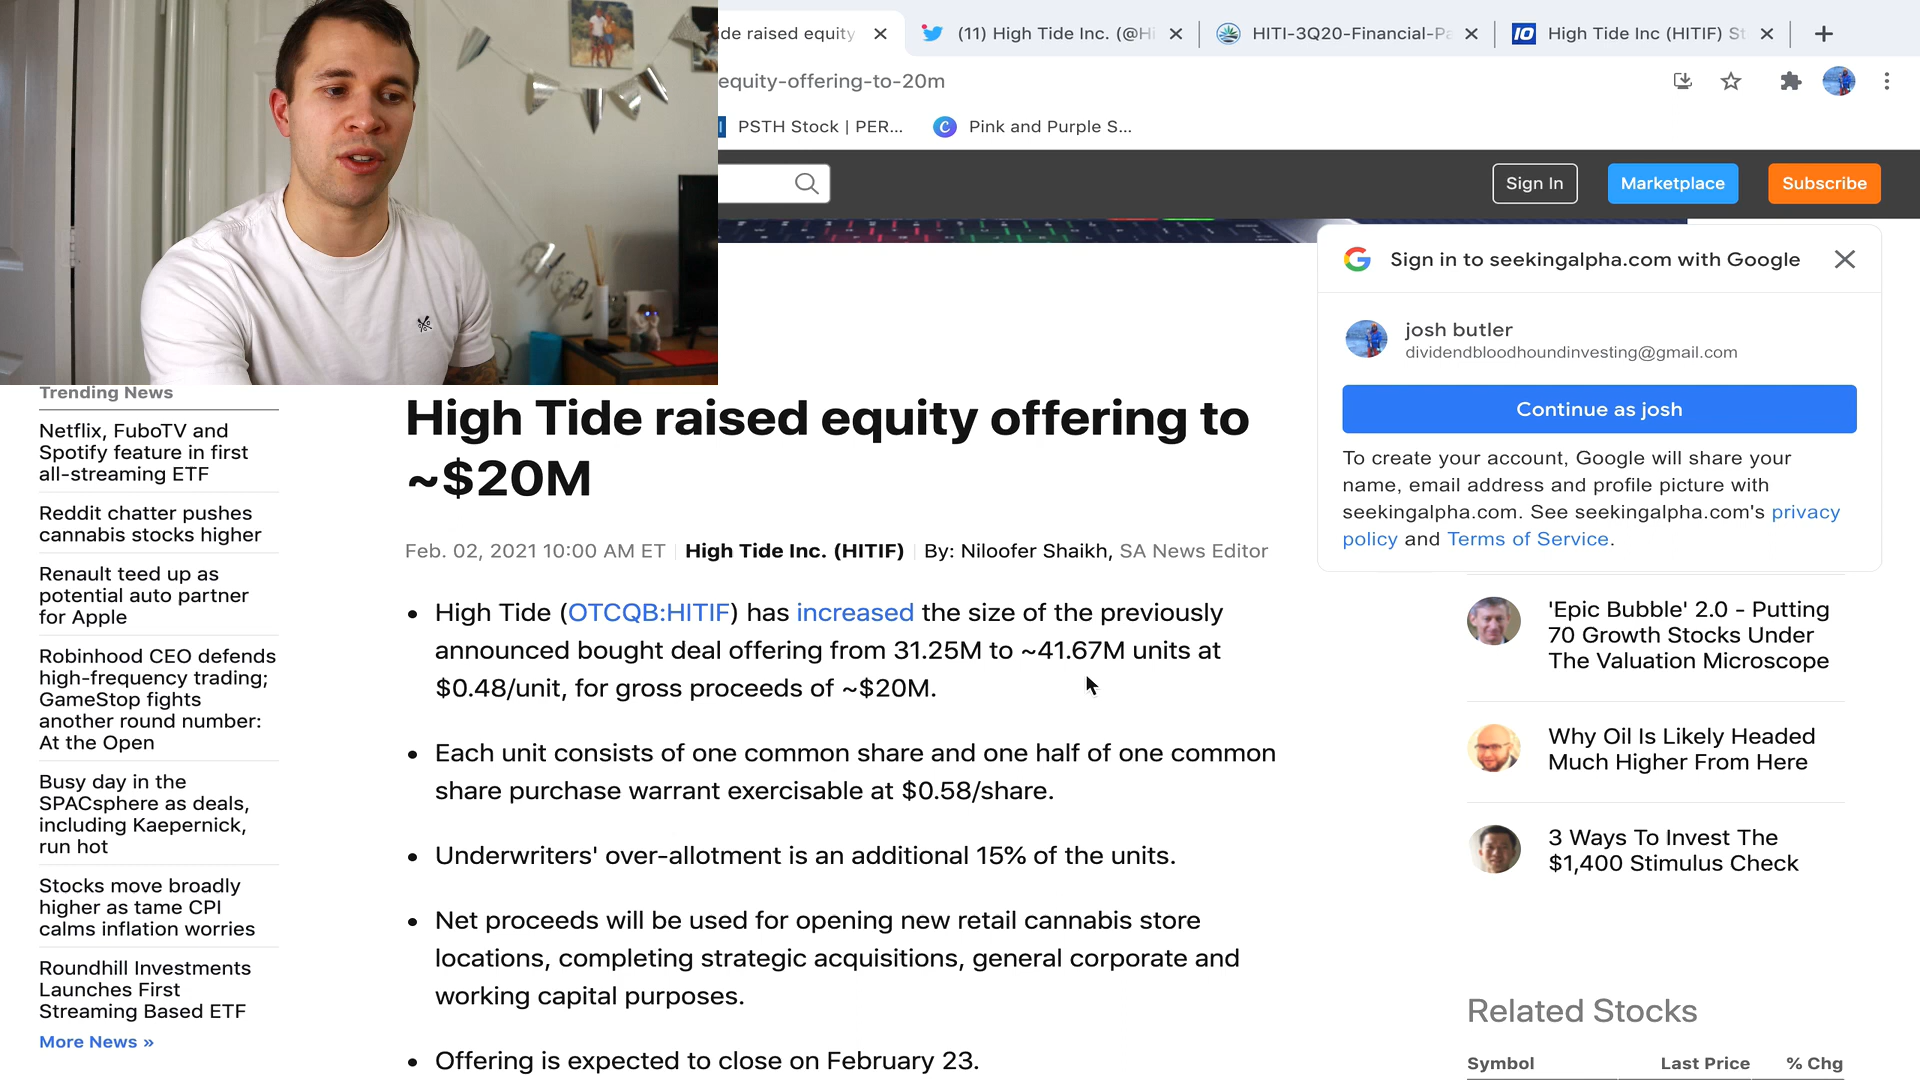 de raised equity
(11) High Tide Inc. (@Hi
HITI-3Q20-Financial-Pa
High Tide Inc (HITIF) St
equity-offering-to-20m
PSTH Stock | PER...
Pink and Purple S...
Sign In
Marketplace
Subscribe
Sign in to seekingalpha.com with Google
josh butler
dividendbloodhoundinvesting@gmail.com
Continue as josh
To create your account, Google will share your
name, email address and profile picture with
seekingalpha.com. See seekingalpha.com's privacy
policy and Terms of Service.
Trending News
Netflix, FuboTV and
Spotify feature in first
all-streaming ETF
Reddit chatter pushes
cannabis stocks higher
Renault teed up as
potential auto partner
for Apple
Robinhood CEO defends
high-frequency trading;
GameStop fights
another round number:
At the Open
Busy day in the
SPACsphere as deals,
including Kaepernick,
run hot
Stocks move broadly
higher as tame CPI
calms inflation worries
Roundhill Investments
Launches First
Streaming Based ETF
More News »
High Tide raised equity offering to
~$20M
Feb. 02, 2021 10:00 AM ET | High Tide Inc. (HITIF) | By: Niloofer Shaikh, SA News Editor
• High Tide (OTCQB:HITIF) has increased the size of the previously
announced bought deal offering from 31.25M to ~41.67M units at
$0.48/unit, for gross proceeds of ~$20M.
• Each unit consists of one common share and one half of one common
share purchase warrant exercisable at $0.58/share.
• Underwriters' over-allotment is an additional 15% of the units.
• Net proceeds will be used for opening new retail cannabis store
locations, completing strategic acquisitions, general corporate and
working capital purposes.
• Offering is expected to close on February 23.
'Epic Bubble' 2.0 - Putting
70 Growth Stocks Under
The Valuation Microscope
Why Oil Is Likely Headed
Much Higher From Here
3 Ways To Invest The
$1,400 Stimulus Check
Related Stocks
Symbol Last Price % Chg